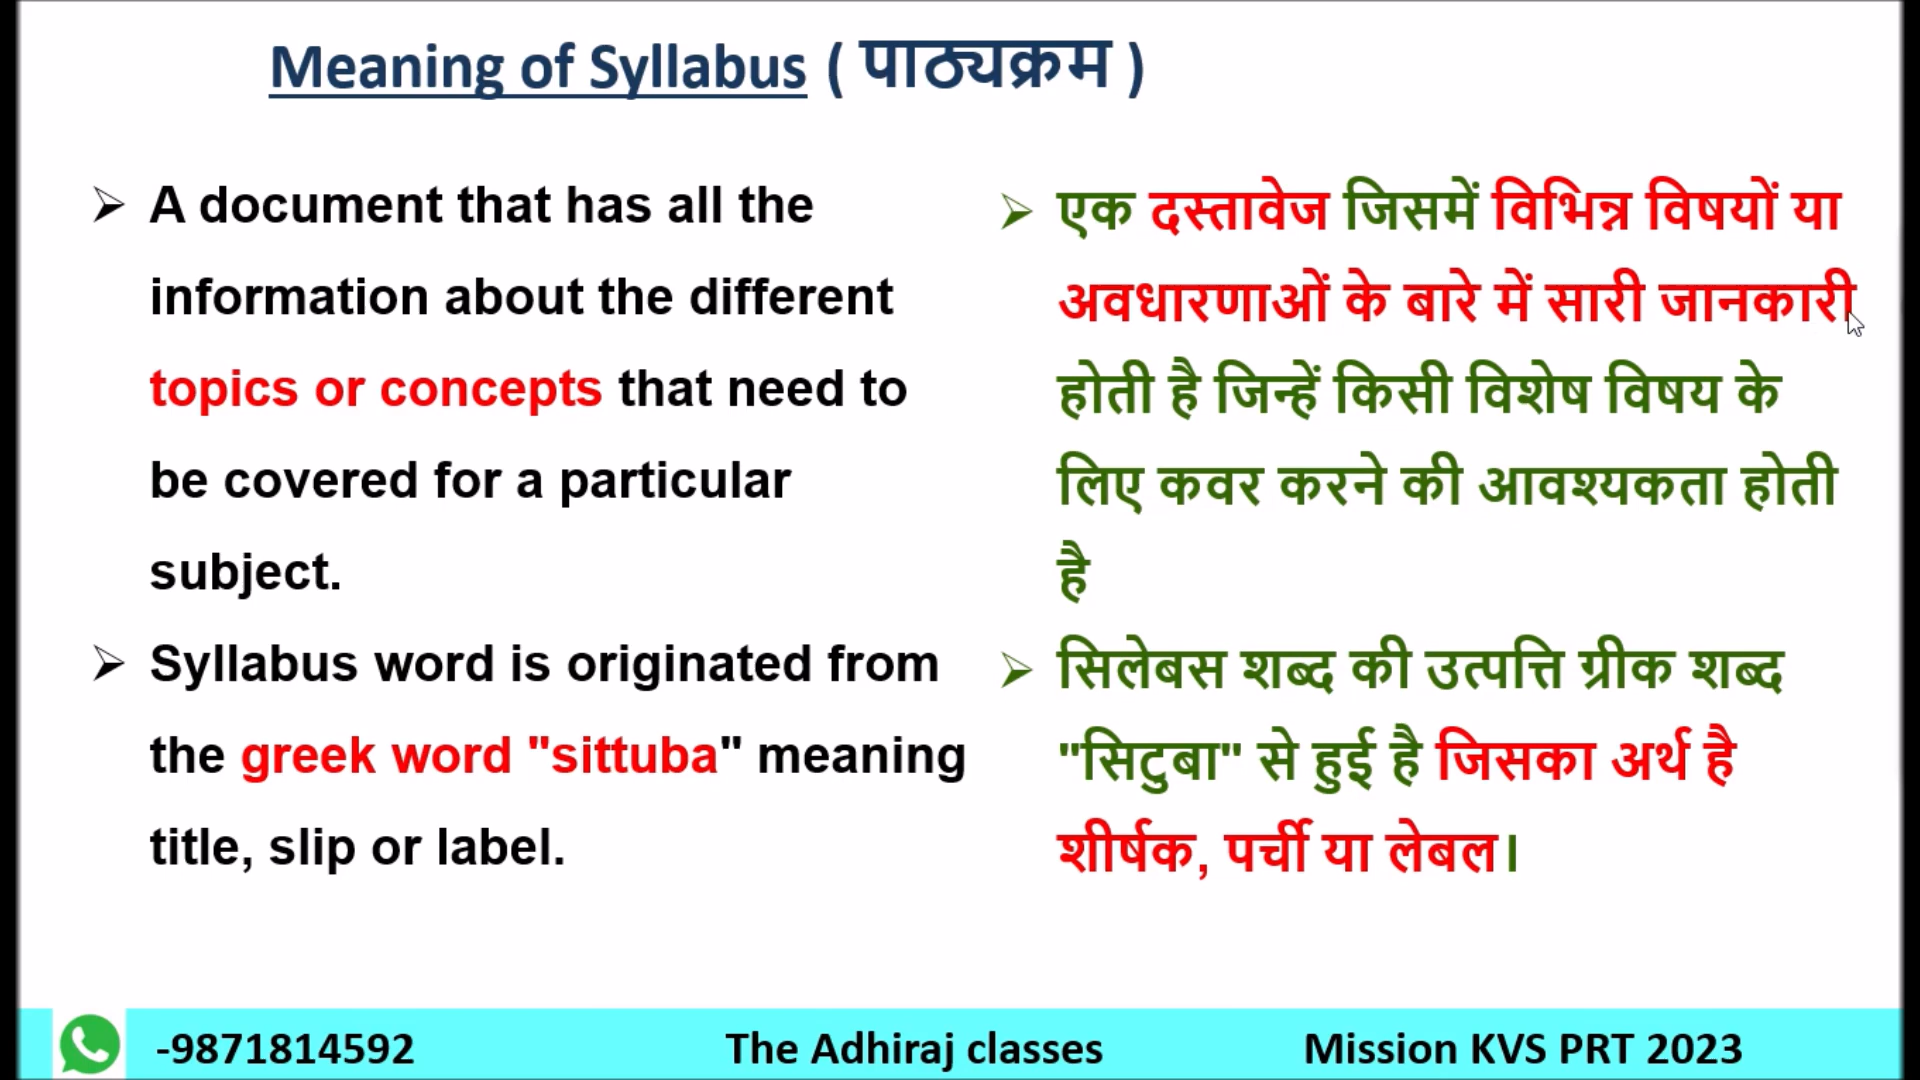 Meaning of Syllabus ( पाठ्यक्रम )
➢ A document that has all the
information about the different
topics or concepts that need to
be covered for a particular
subject.
➢ Syllabus word is originated from
the greek word "sittuba" meaning
title, slip or label.
➢ एक दस्तावेज जिसमें विभिन्न विषयों या
अवधारणाओं के बारे में सारी जानकारी
होती है जिन्हें किसी विशेष विषय के
लिए कवर करने की आवश्यकता होती
है
➢ सिलेबस शब्द की उत्पत्ति ग्रीक शब्द
"सिटुबा" से हुई है जिसका अर्थ है
शीर्षक, पर्ची या लेबल।
-9871814592 The Adhiraj classes Mission KVS PRT 2023